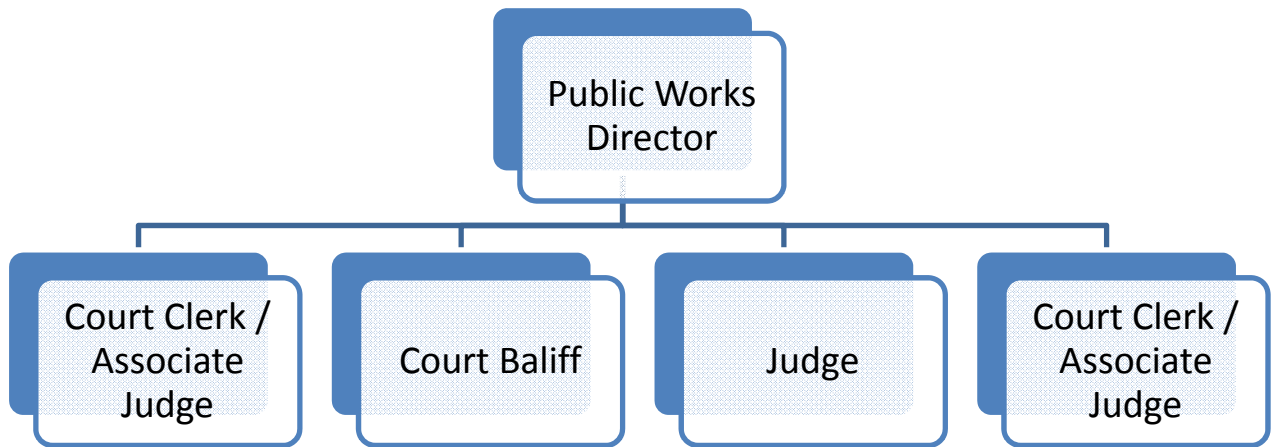 Public Works
Director
Court Clerk /
Associate
Judge
Court Baliff
Judge
Court Clerk /
Associate
Judge